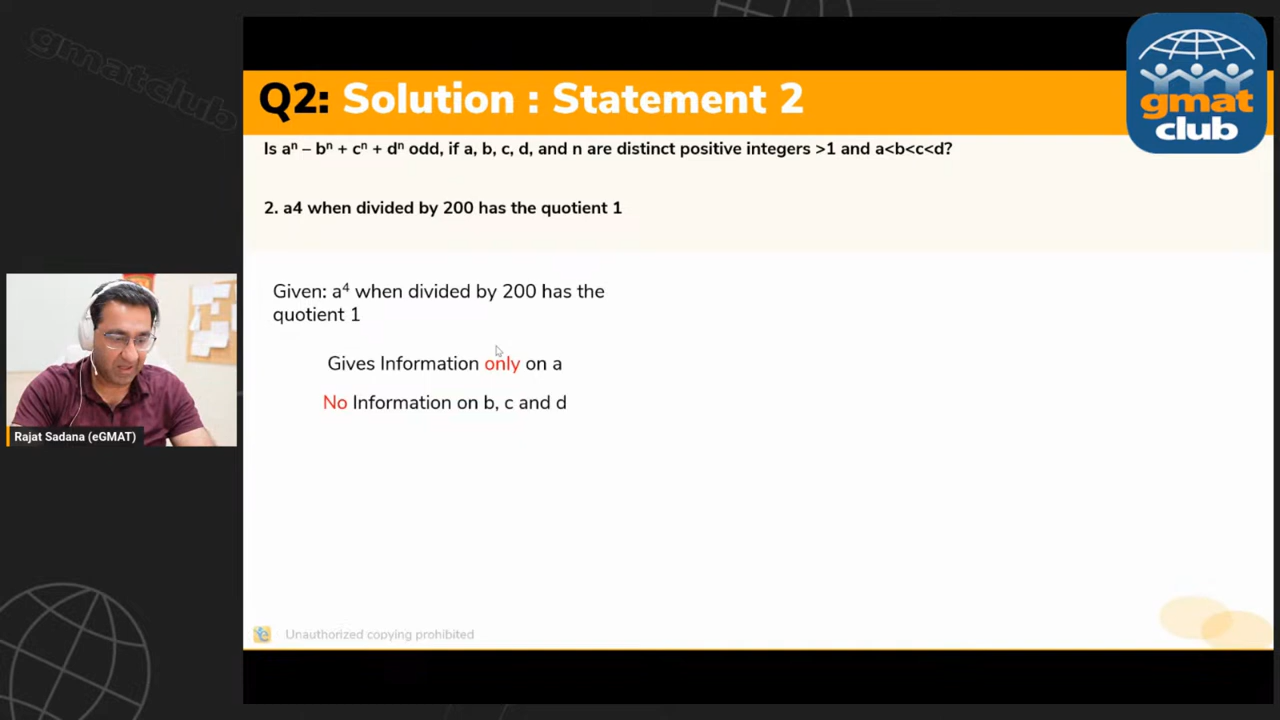 gmatclub
gmat
club
Q2: Solution : Statement 2
Is aⁿ – bⁿ + cⁿ + dⁿ odd, if a, b, c, d, and n are distinct positive integers >1 and a<b<c<d?
2. a4 when divided by 200 has the quotient 1
Given: a⁴ when divided by 200 has the
quotient 1
Gives Information only on a
No Information on b, c and d
Rajat Sadana (eGMAT)
Unauthorized copying prohibited